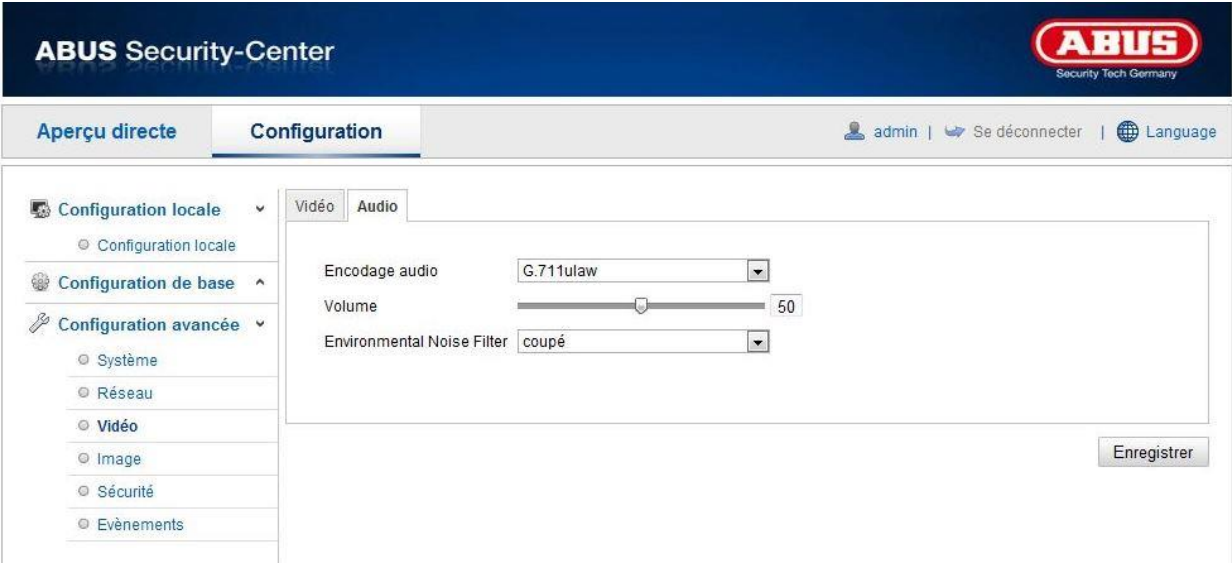 ABUS Security-Center
ABUS
Security Tech Germany
Aperçu directe
Configuration
admin | Se déconnecter | Language
Configuration locale
Configuration locale
Configuration de base
Configuration avancée
Système
Réseau
Vidéo
Image
Sécurité
Evènements
Vidéo
Audio
Encodage audio G.711ulaw
Volume 50
Environmental Noise Filter coupé
Enregistrer